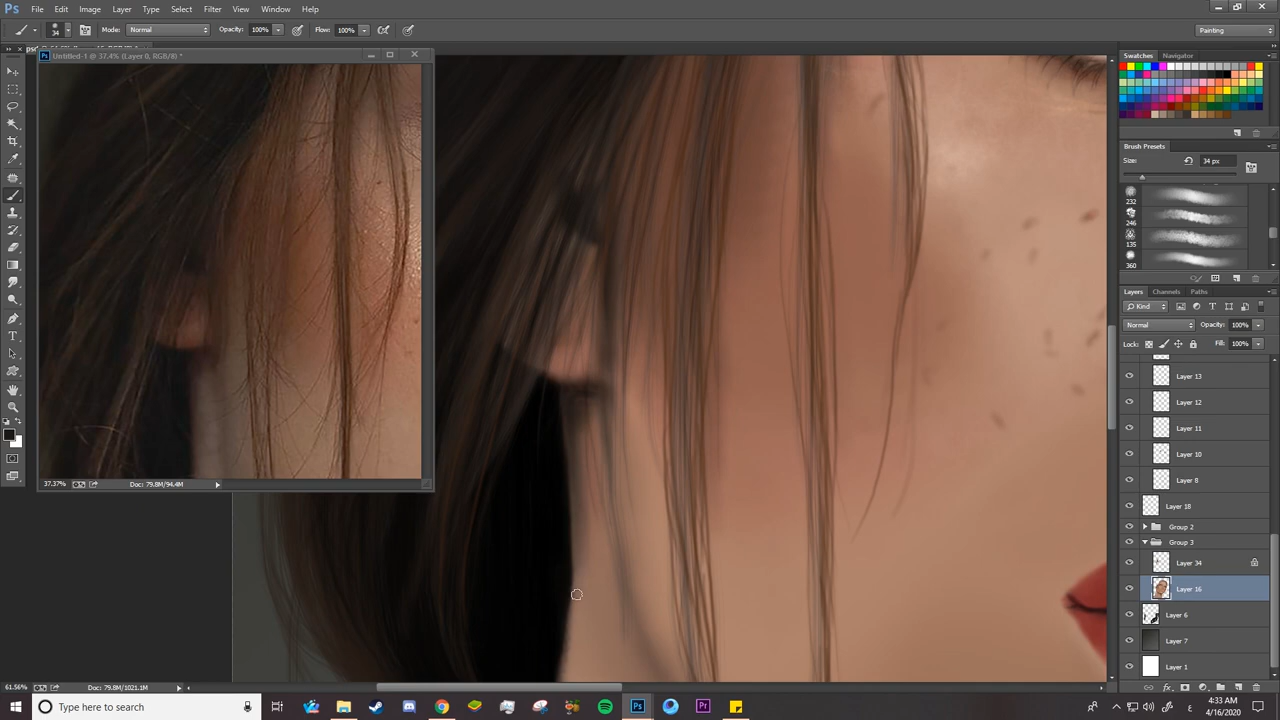 Ps File Edit Image Layer Type Select Filter 3D View Window Help
34 Mode: Normal Opacity: 100% Flow: 100% Painting
Untitled-1 @ 37.4% (Layer 0, RGB/8) *
37.37% Doc: 79.8M/94.4M
Swatches Navigator
Brush Presets
Size: 34 px
232
246
135
360
Layers Channels Paths
Kind
Normal Opacity: 100%
Lock: Fill: 100%
Layer 13
Layer 12
Layer 11
Layer 10
Layer 8
Layer 18
Group 2
Group 3
Layer 34
Layer 16
Layer 6
Layer 7
Layer 1
61.56% Doc: 79.8M/1021.1M
Type here to search
Ps Pr ع 4:33 AM
4/16/2020